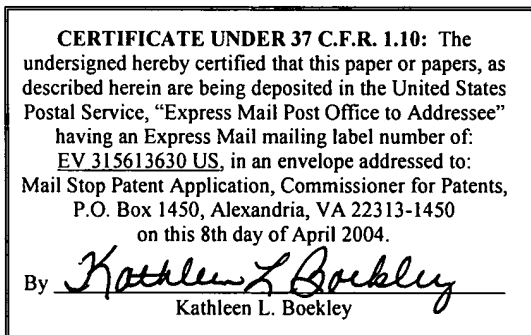 CERTIFICATE UNDER 37 C.F.R. 1.10: The
undersigned hereby certified that this paper or papers, as
described herein are being deposited in the United States
Postal Service, “Express Mail Post Office to Addressee”
having an Express Mail mailing label number of:
EV 315613630 US, in an envelope addressed to:
Mail Stop Patent Application, Commissioner for Patents,
P.O. Box 1450, Alexandria, VA 22313-1450
on this 8th day of April 2004.
By Kathleen L Boekley
Kathleen L. Boekley